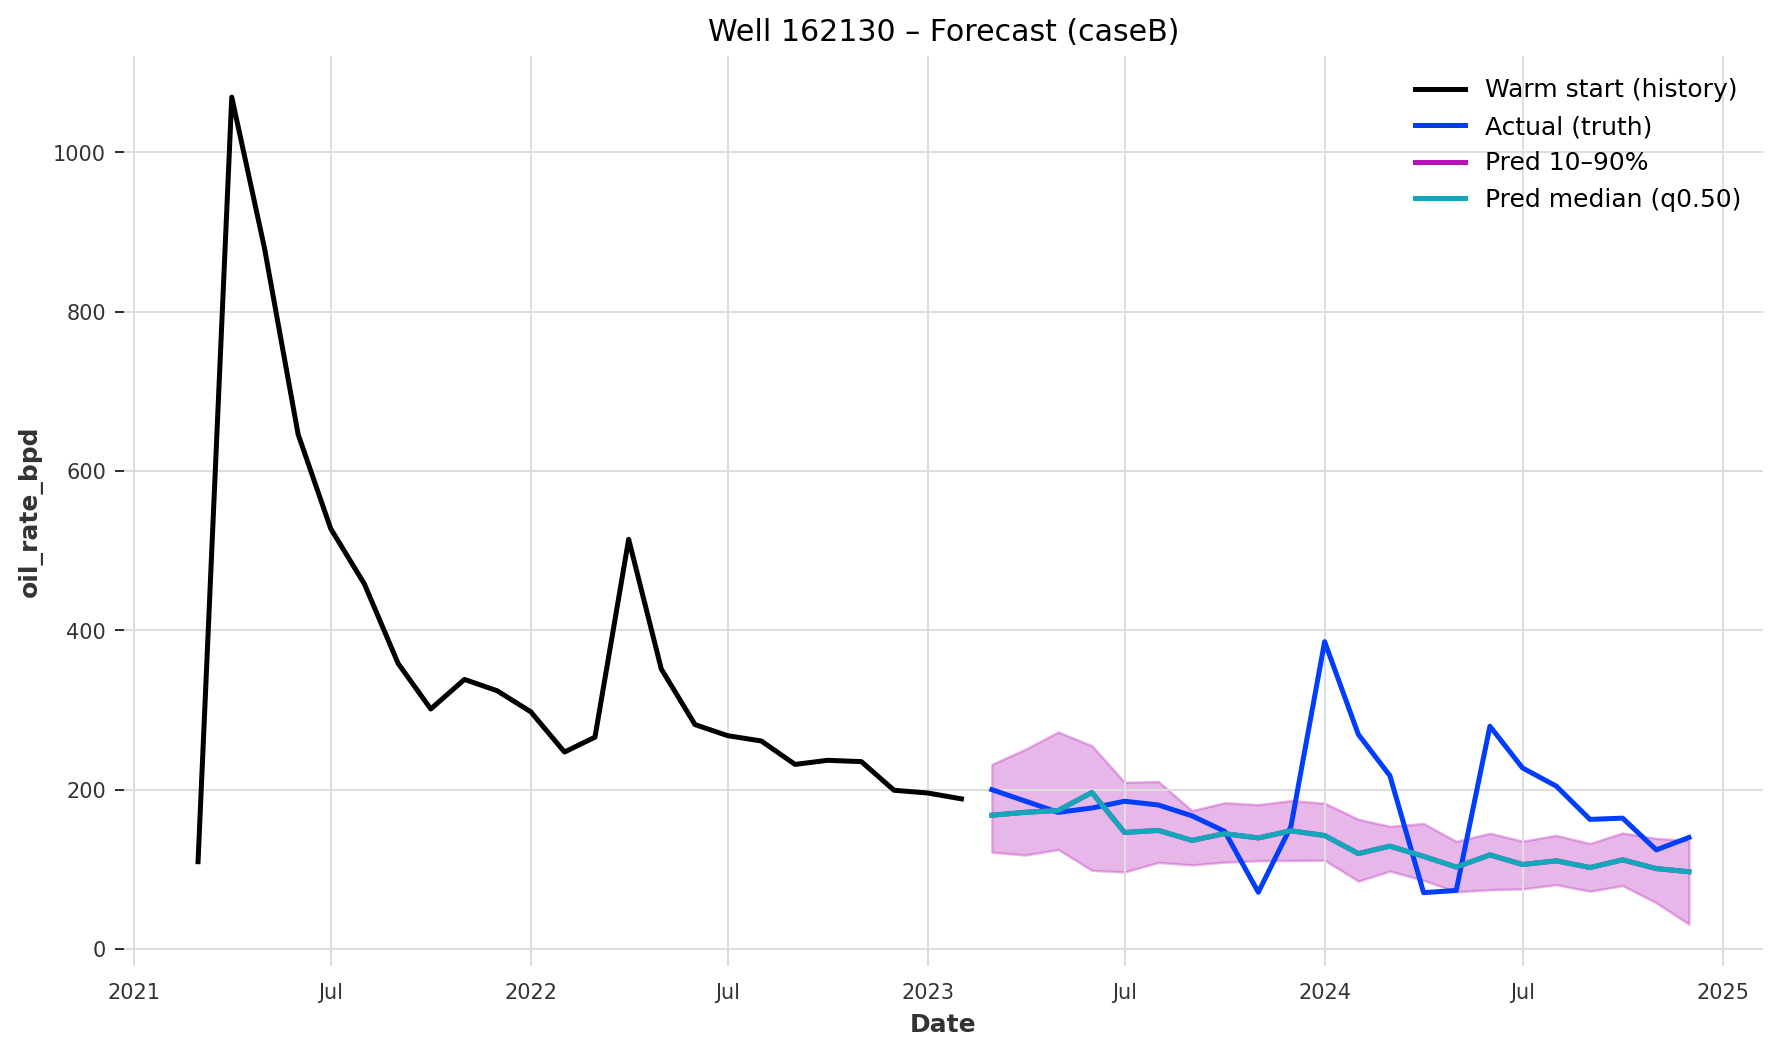 Well 162130 – Forecast (caseB)
Warm start (history)
Actual (truth)
Pred 10–90%
Pred median (q0.50)
1000
800
600
400
200
0
oil_rate_bpd
2021
Jul
2022
Jul
2023
Jul
2024
Jul
2025
Date